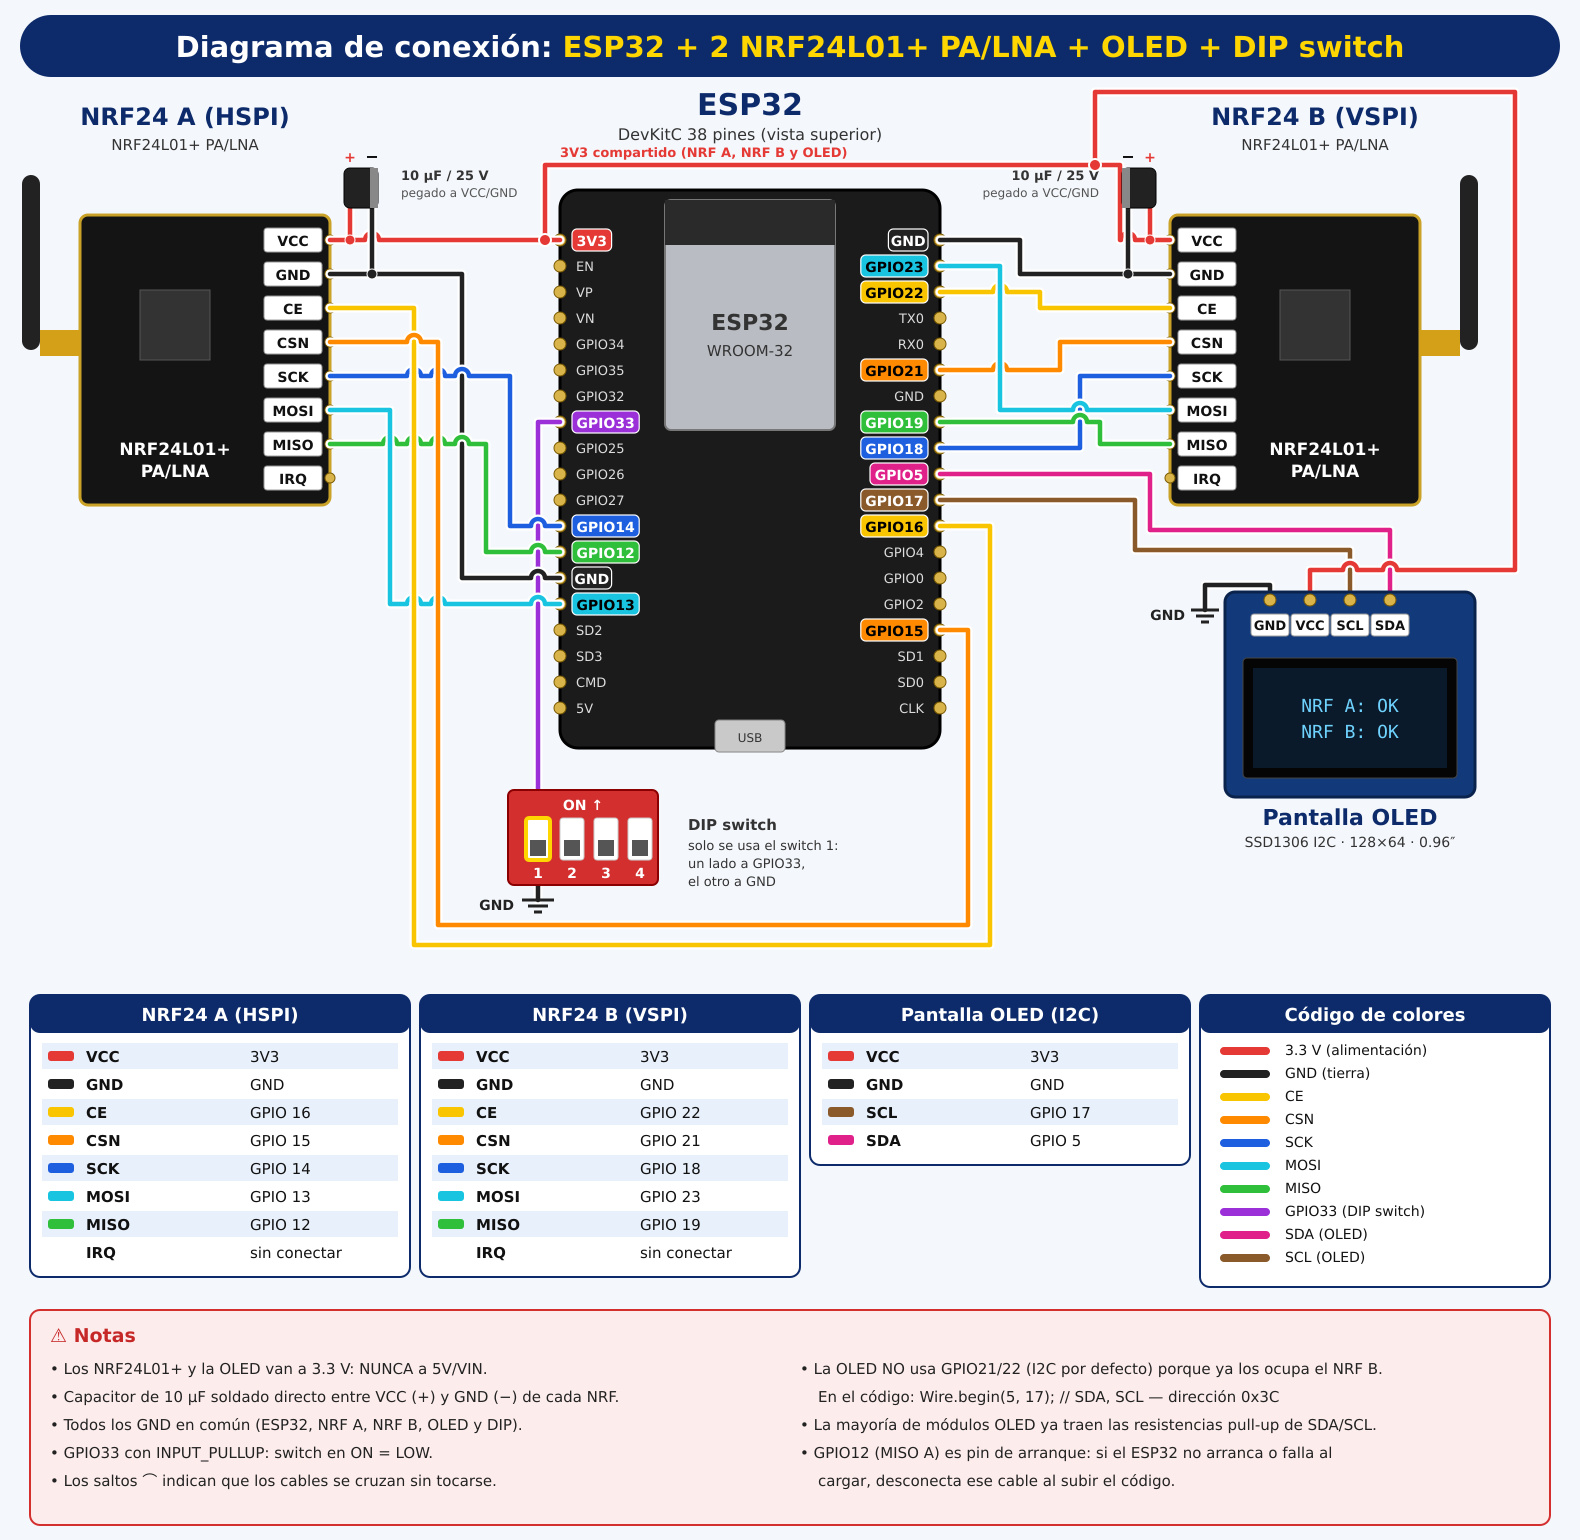 Diagrama de conexión: ESP32 + 2 NRF24L01+ PA/LNA + OLED + DIP switch
NRF24 A (HSPI)
NRF24L01+ PA/LNA
ESP32
DevKitC 38 pines (vista superior)
3V3 compartido (NRF A, NRF B y OLED)
NRF24 B (VSPI)
NRF24L01+ PA/LNA
+ −
10 µF / 25 V
pegado a VCC/GND
10 µF / 25 V
pegado a VCC/GND
− +
VCC
GND
CE
CSN
SCK
MOSI
MISO
IRQ
NRF24L01+
PA/LNA
3V3
EN
VP
VN
GPIO34
GPIO35
GPIO32
GPIO33
GPIO25
GPIO26
GPIO27
GPIO14
GPIO12
GND
GPIO13
SD2
SD3
CMD
5V
ESP32
WROOM-32
GND
GPIO23
GPIO22
TX0
RX0
GPIO21
GND
GPIO19
GPIO18
GPIO5
GPIO17
GPIO16
GPIO4
GPIO0
GPIO2
GPIO15
SD1
SD0
CLK
USB
VCC
GND
CE
CSN
SCK
MOSI
MISO
IRQ
NRF24L01+
PA/LNA
GND
GND VCC SCL SDA
NRF A: OK
NRF B: OK
Pantalla OLED
SSD1306 I2C · 128×64 · 0.96″
ON ↑
1 2 3 4
GND
DIP switch
solo se usa el switch 1:
un lado a GPIO33,
el otro a GND
NRF24 A (HSPI)
VCC 3V3
GND GND
CE GPIO 16
CSN GPIO 15
SCK GPIO 14
MOSI GPIO 13
MISO GPIO 12
IRQ sin conectar
NRF24 B (VSPI)
VCC 3V3
GND GND
CE GPIO 22
CSN GPIO 21
SCK GPIO 18
MOSI GPIO 23
MISO GPIO 19
IRQ sin conectar
Pantalla OLED (I2C)
VCC 3V3
GND GND
SCL GPIO 17
SDA GPIO 5
Código de colores
3.3 V (alimentación)
GND (tierra)
CE
CSN
SCK
MOSI
MISO
GPIO33 (DIP switch)
SDA (OLED)
SCL (OLED)
⚠ Notas
• Los NRF24L01+ y la OLED van a 3.3 V: NUNCA a 5V/VIN.
• Capacitor de 10 µF soldado directo entre VCC (+) y GND (−) de cada NRF.
• Todos los GND en común (ESP32, NRF A, NRF B, OLED y DIP).
• GPIO33 con INPUT_PULLUP: switch en ON = LOW.
• Los saltos ⌒ indican que los cables se cruzan sin tocarse.
• La OLED NO usa GPIO21/22 (I2C por defecto) porque ya los ocupa el NRF B.
En el código: Wire.begin(5, 17); // SDA, SCL — dirección 0x3C
• La mayoría de módulos OLED ya traen las resistencias pull-up de SDA/SCL.
• GPIO12 (MISO A) es pin de arranque: si el ESP32 no arranca o falla al
cargar, desconecta ese cable al subir el código.